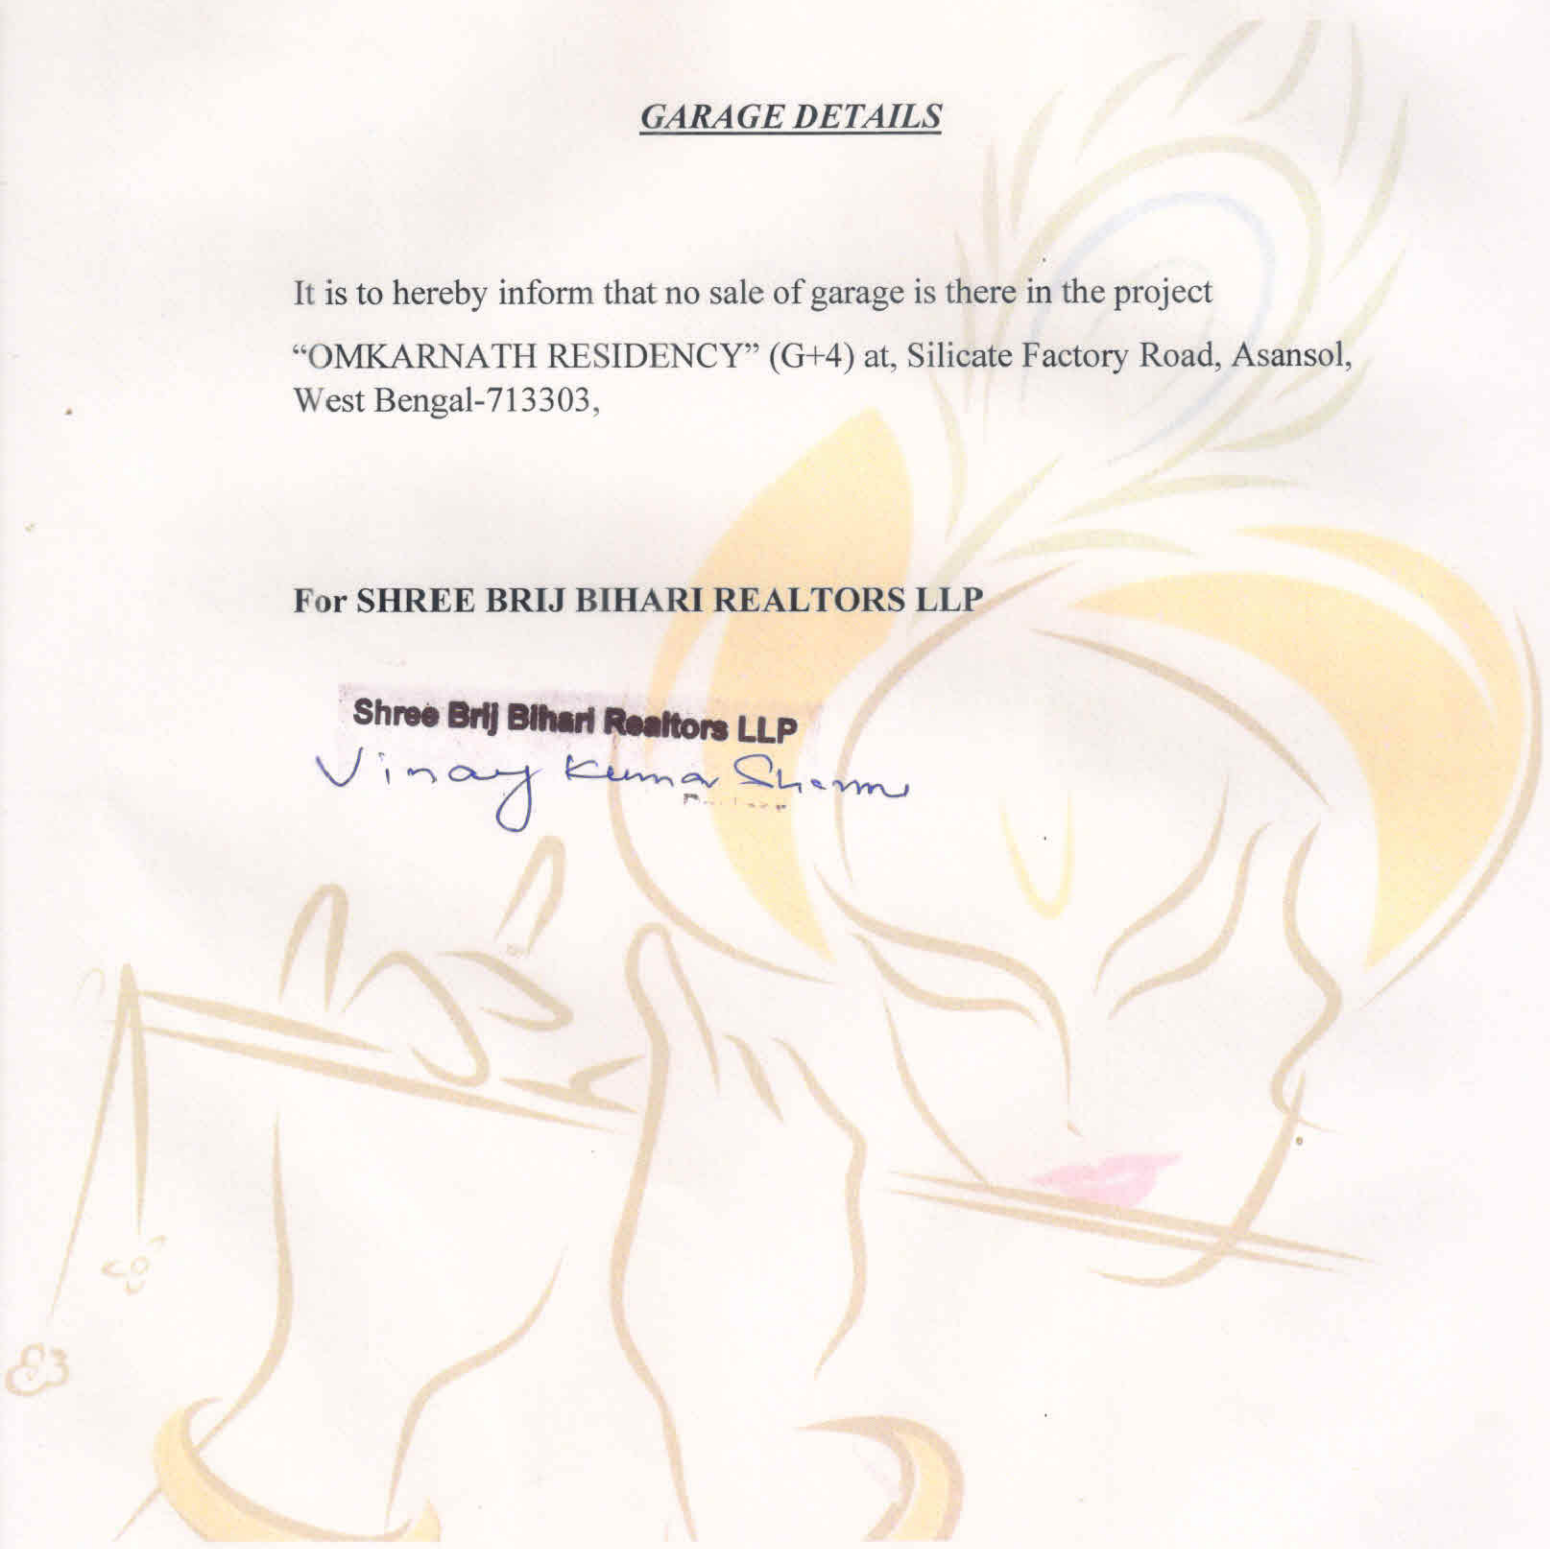 GARAGE DETAILS
It is to hereby inform that no sale of garage is there in the project
“OMKARNATH RESIDENCY” (G+4) at, Silicate Factory Road, Asansol,
West Bengal-713303,
For SHREE BRIJ BIHARI REALTORS LLP
Shree Brij Bihari Realtors LLP
Vinay Kumar Sharma